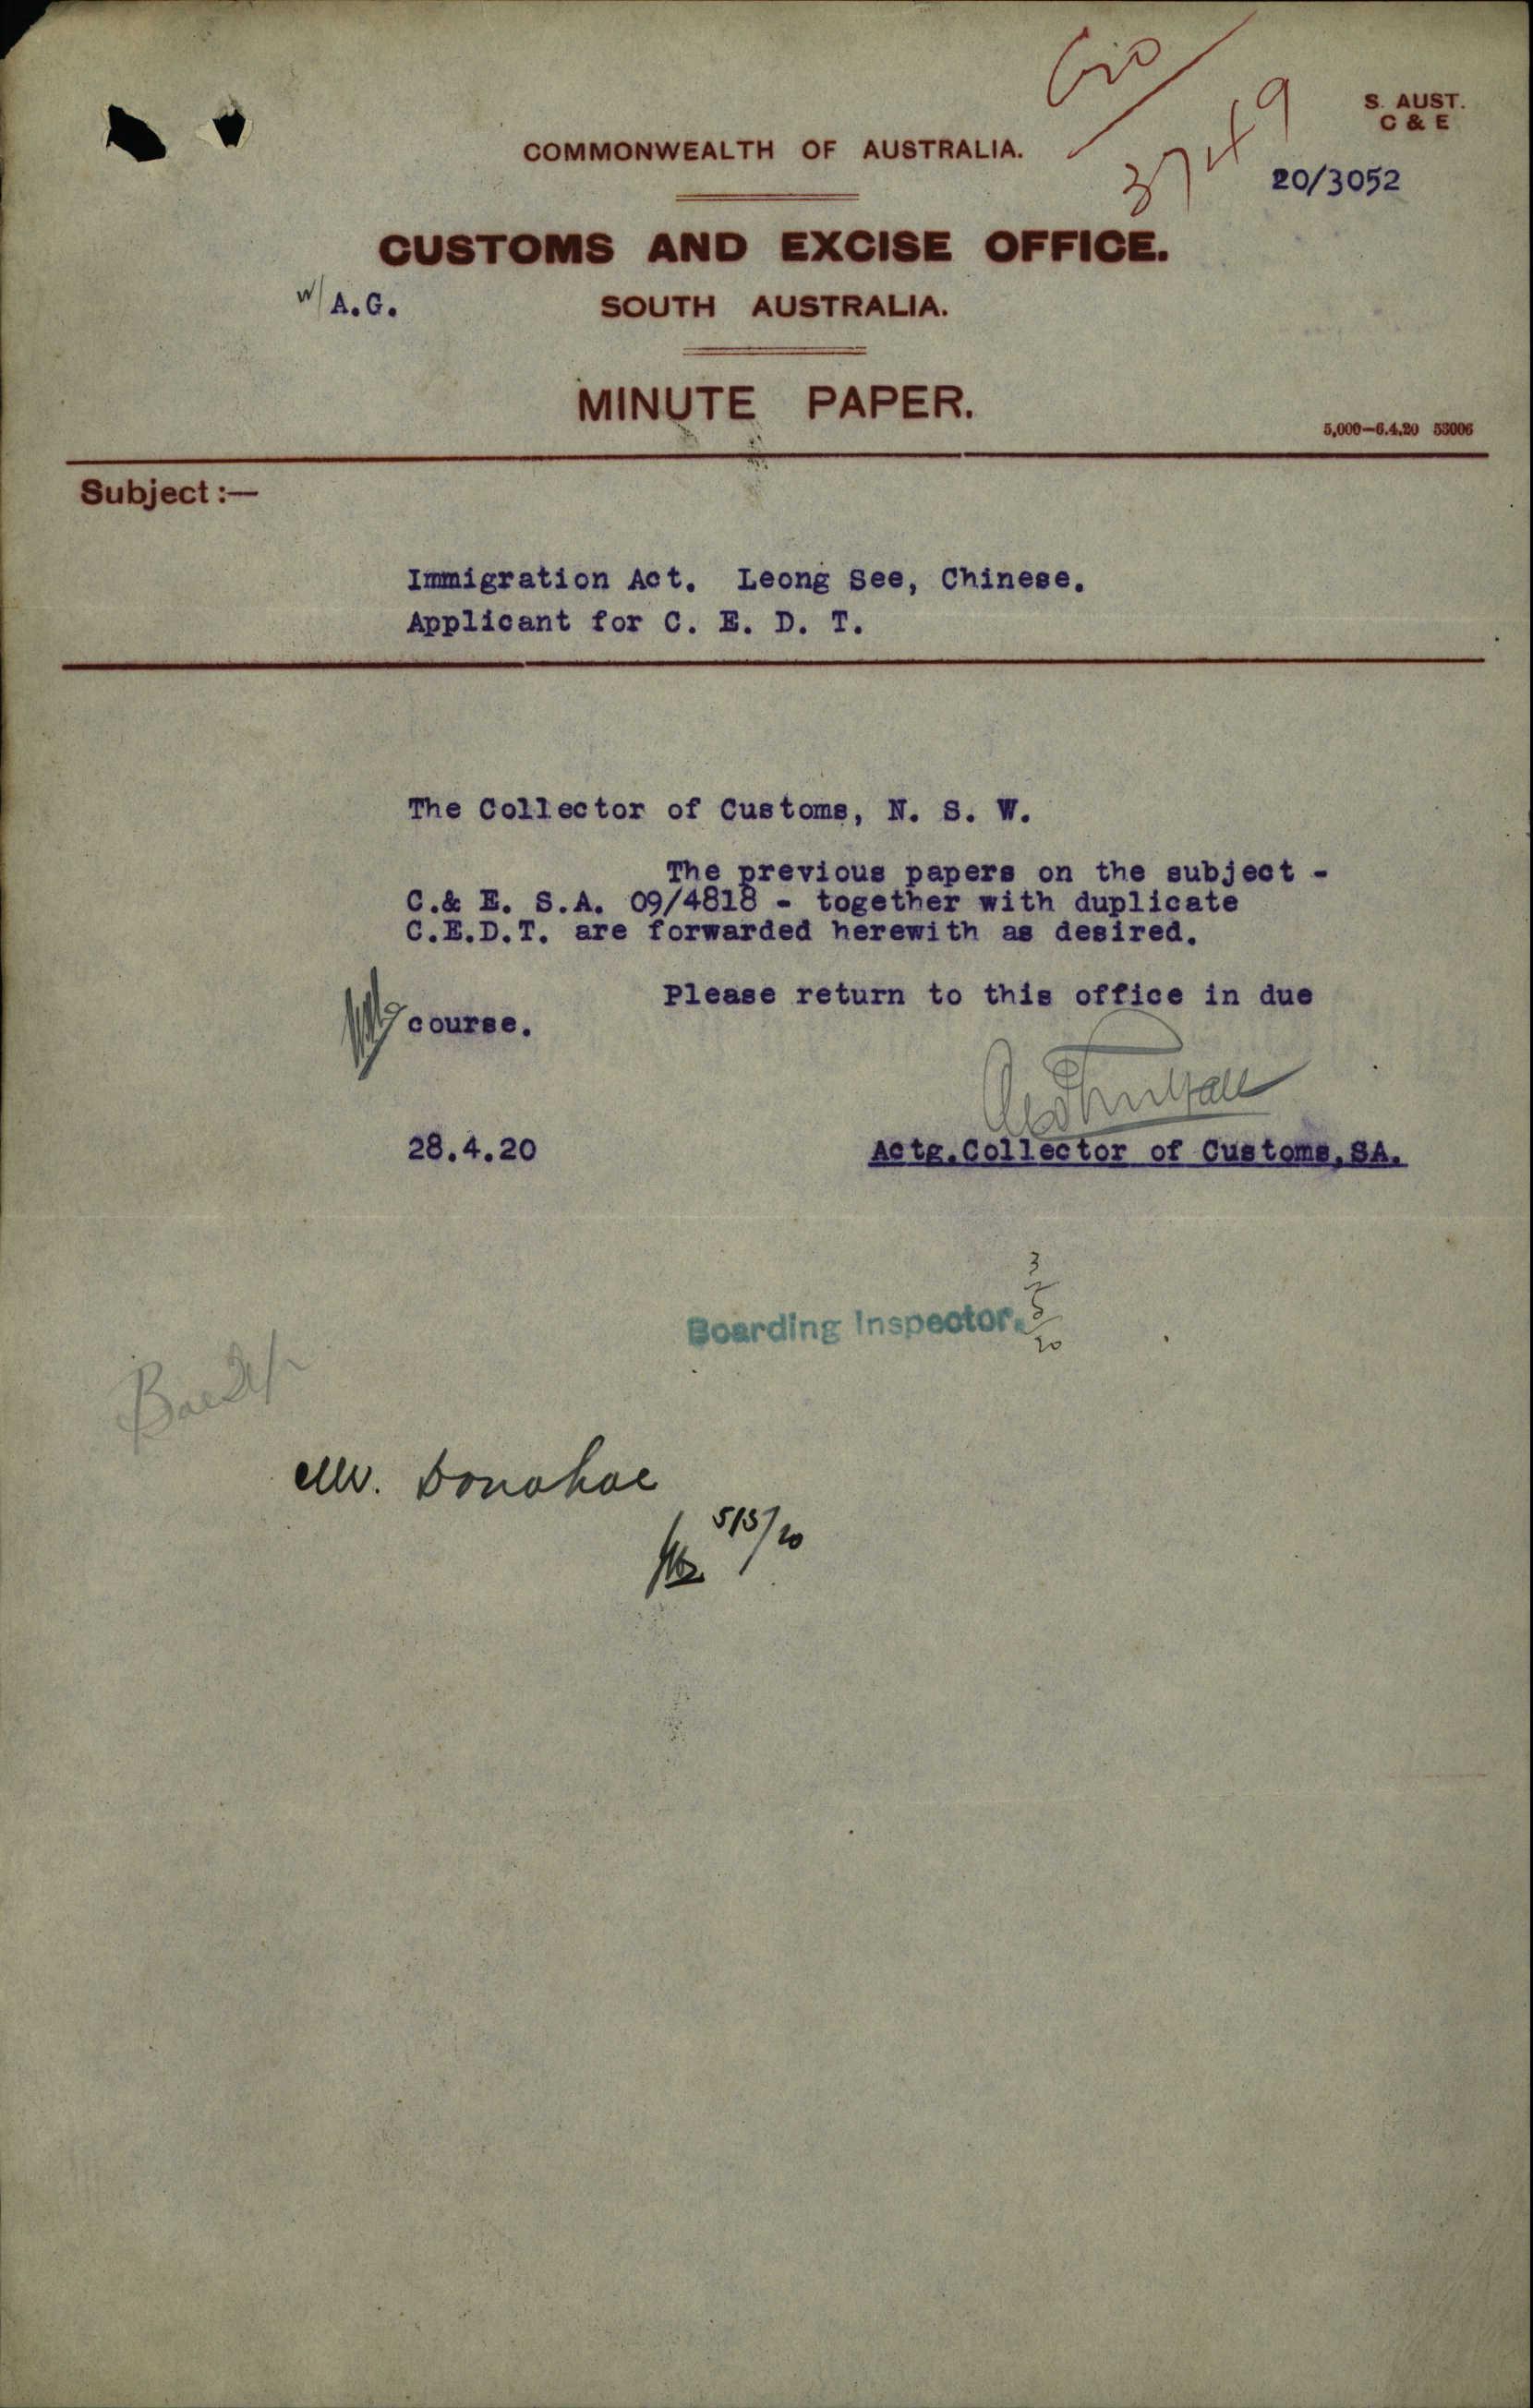 S. AUST.
C & E
COMMONWEALTH OF AUSTRALIA.
3749
20/3052
CUSTOMS AND EXCISE OFFICE.
W/A.G.
SOUTH AUSTRALIA.
MINUTE PAPER.
5,000—6.4.20 53006
Subject :—
Immigration Act. Leong See, Chinese.
Applicant for C. E. D. T.
The Collector of Customs, N. S. W.
The previous papers on the subject -
C.& E. S.A. 09/4818 - together with duplicate
C.E.D.T. are forwarded herewith as desired.
Please return to this office in due
course.
28.4.20
Actg.Collector of Customs,SA.
Boarding Inspector.
3/5/20
Mr. Donohoe
5/5/20